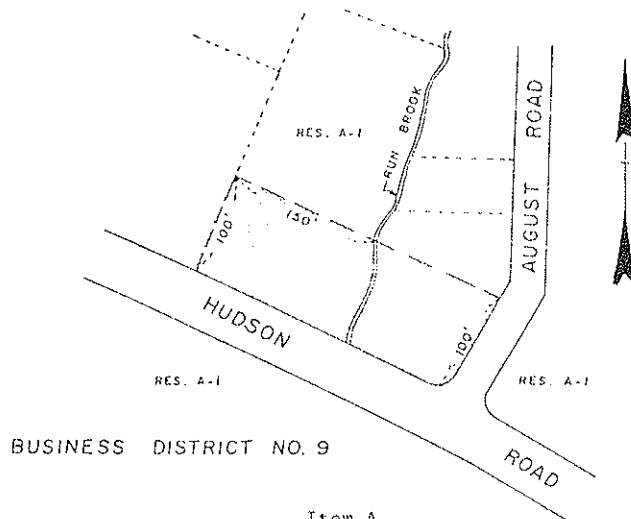 RES. A-1
RUN BROOK
AUGUST ROAD
100'
150'
HUDSON ROAD
100'
RES. A-1
RES. A-1
BUSINESS DISTRICT NO. 9
Item A